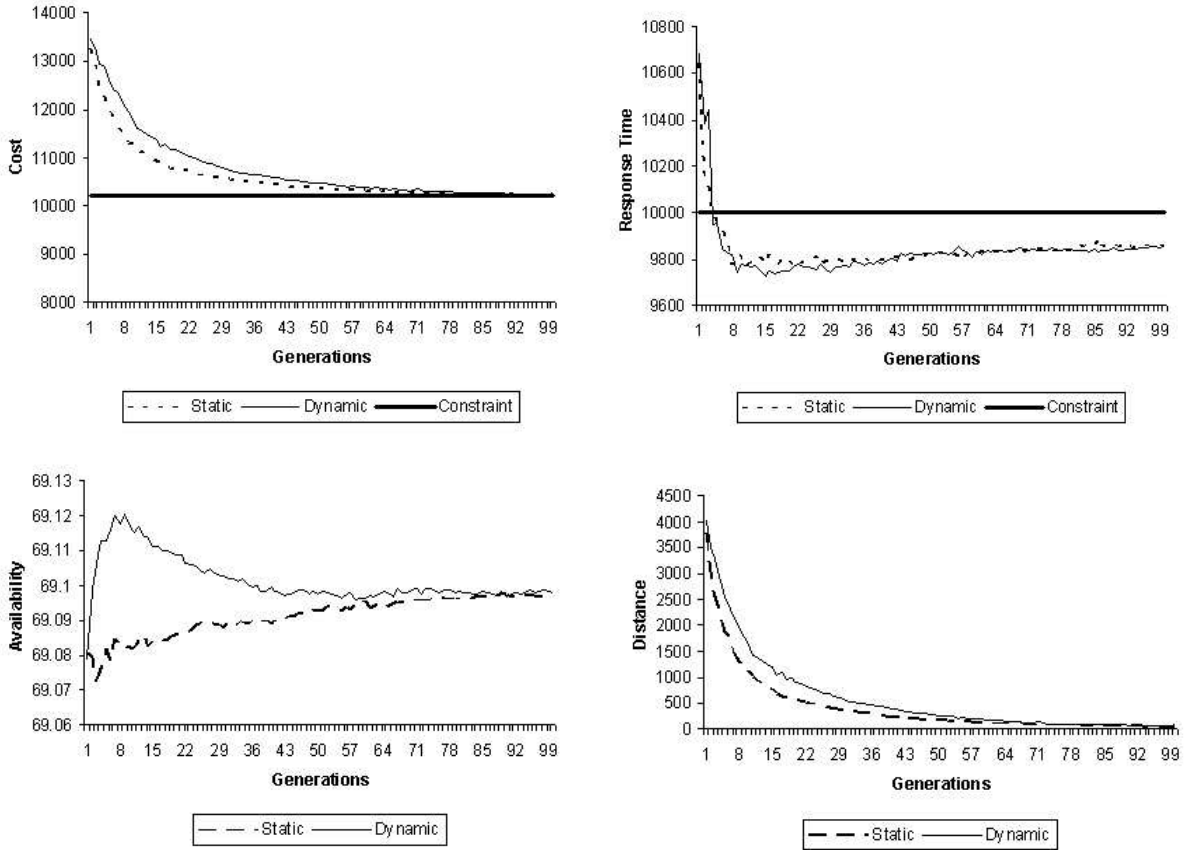 14000
13000
12000
11000
10000
9000
8000
Cost
1 8 15 22 29 36 43 50 57 64 71 78 85 92 99
Generations
Static Dynamic Constraint
10800
10600
10400
10200
10000
9800
9600
Response Time
1 8 15 22 29 36 43 50 57 64 71 78 85 92 99
Generations
Static Dynamic Constraint
69.13
69.12
69.11
69.1
69.09
69.08
69.07
69.06
Availability
1 8 15 22 29 36 43 50 57 64 71 78 85 92 99
Generations
Static Dynamic
4500
4000
3500
3000
2500
2000
1500
1000
500
0
Distance
1 8 15 22 29 36 43 50 57 64 71 78 85 92 99
Generations
Static Dynamic